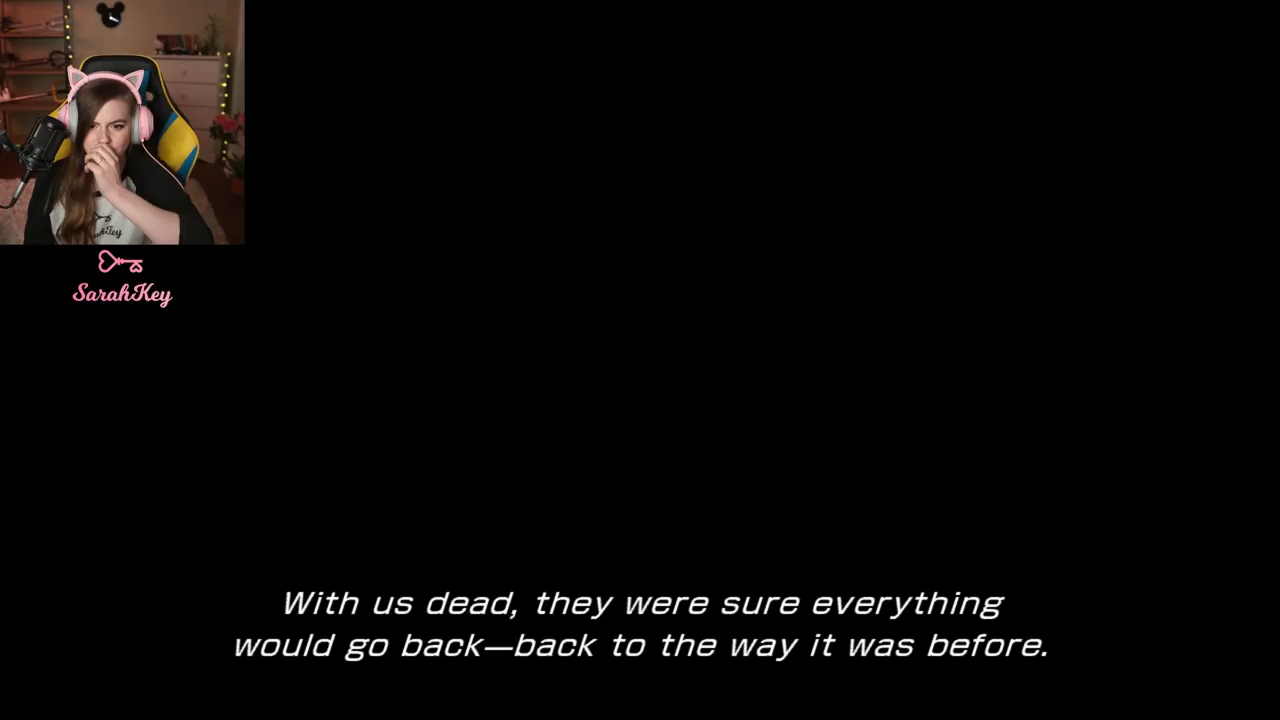 SarahKey
With us dead, they were sure everything
would go back—back to the way it was before.